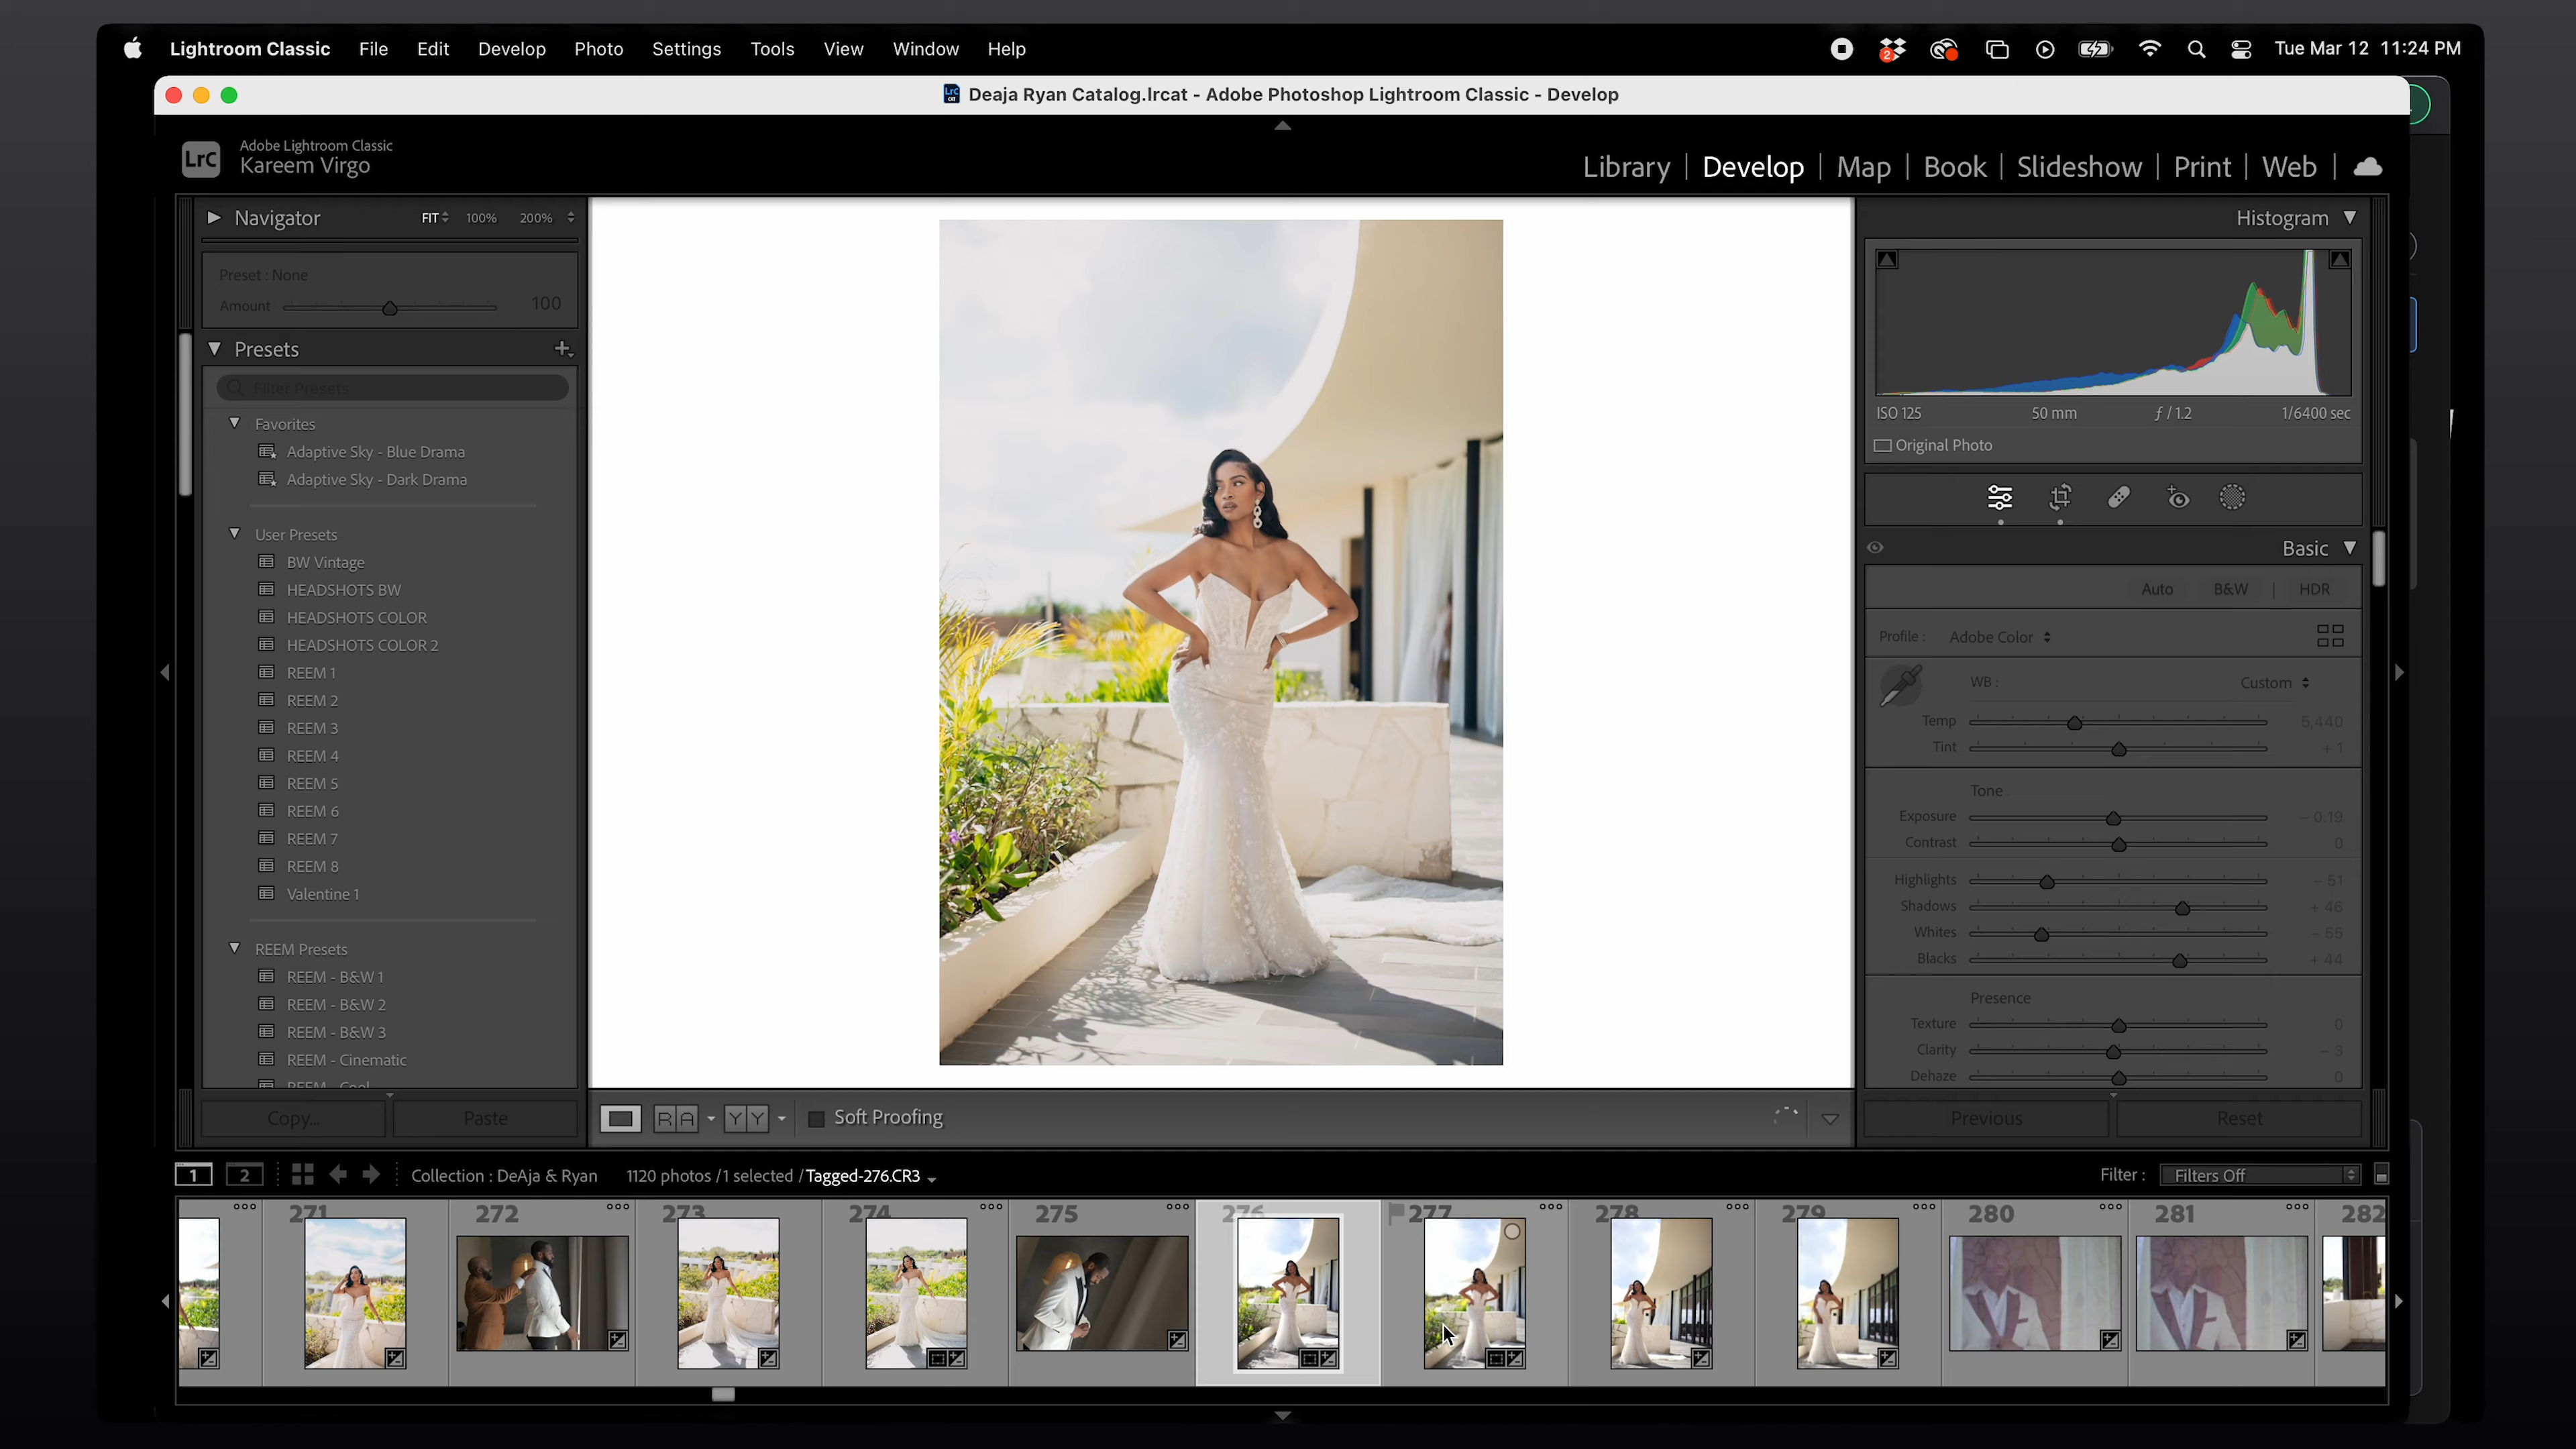 Lightroom Classic File Edit Develop Photo Settings Tools View Window Help
2
Tue Mar 12 11:24 PM
LrC
Deaja Ryan Catalog.lrcat - Adobe Photoshop Lightroom Classic - Develop
LrC
Adobe Lightroom Classic
Kareem Virgo
Library | Develop | Map | Book | Slideshow | Print | Web |
Navigator FIT 100% 200%
Preset : None
Amount 100
Presets
Filter Presets
Favorites
Adaptive Sky - Blue Drama
Adaptive Sky - Dark Drama
User Presets
BW Vintage
HEADSHOTS BW
HEADSHOTS COLOR
HEADSHOTS COLOR 2
REEM 1
REEM 2
REEM 3
REEM 4
REEM 5
REEM 6
REEM 7
REEM 8
Valentine 1
REEM Presets
REEM - B&W 1
REEM - B&W 2
REEM - B&W 3
REEM - Cinematic
REEM - Cool
Copy... Paste
Histogram
ISO 125 50 mm ƒ / 1.2 1/6400 sec
Original Photo
Basic
Auto B&W | HDR
Profile : Adobe Color
WB : Custom
Temp 5,440
Tint + 1
Tone
Exposure - 0.19
Contrast 0
Highlights - 51
Shadows + 46
Whites - 55
Blacks + 44
Presence
Texture 0
Clarity - 3
Dehaze 0
Previous Reset
R A Y Y Soft Proofing
1 2 Collection : DeAja & Ryan 1120 photos / 1 selected / Tagged-276.CR3
Filter : Filters Off
271 272 273 274 275 276 277 278 279 280 281 282